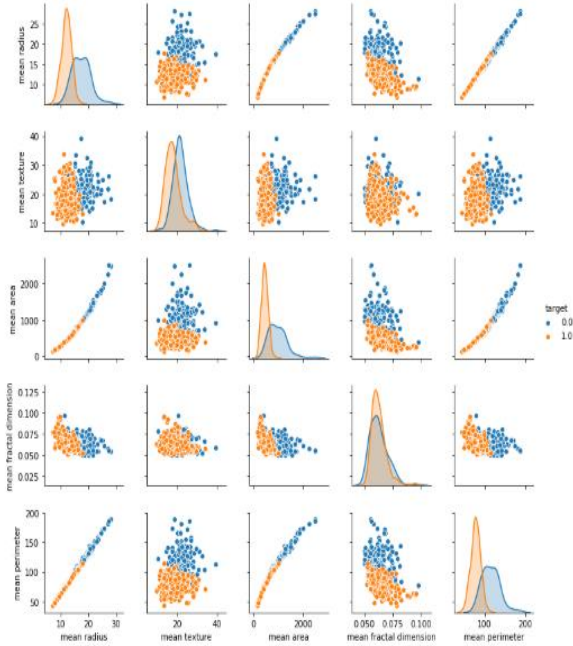 mean radius
25
20
15
10
mean texture
40
30
20
10
mean area
2000
1000
0
target
0.0
1.0
mean fractal dimension
0.125
0.100
0.075
0.050
0.025
mean perimeter
200
150
100
50
10 20 30
20 40
0 2000
0.050 0.075 0.100
100 200
mean radius mean texture mean area mean fractal dimension mean perimeter